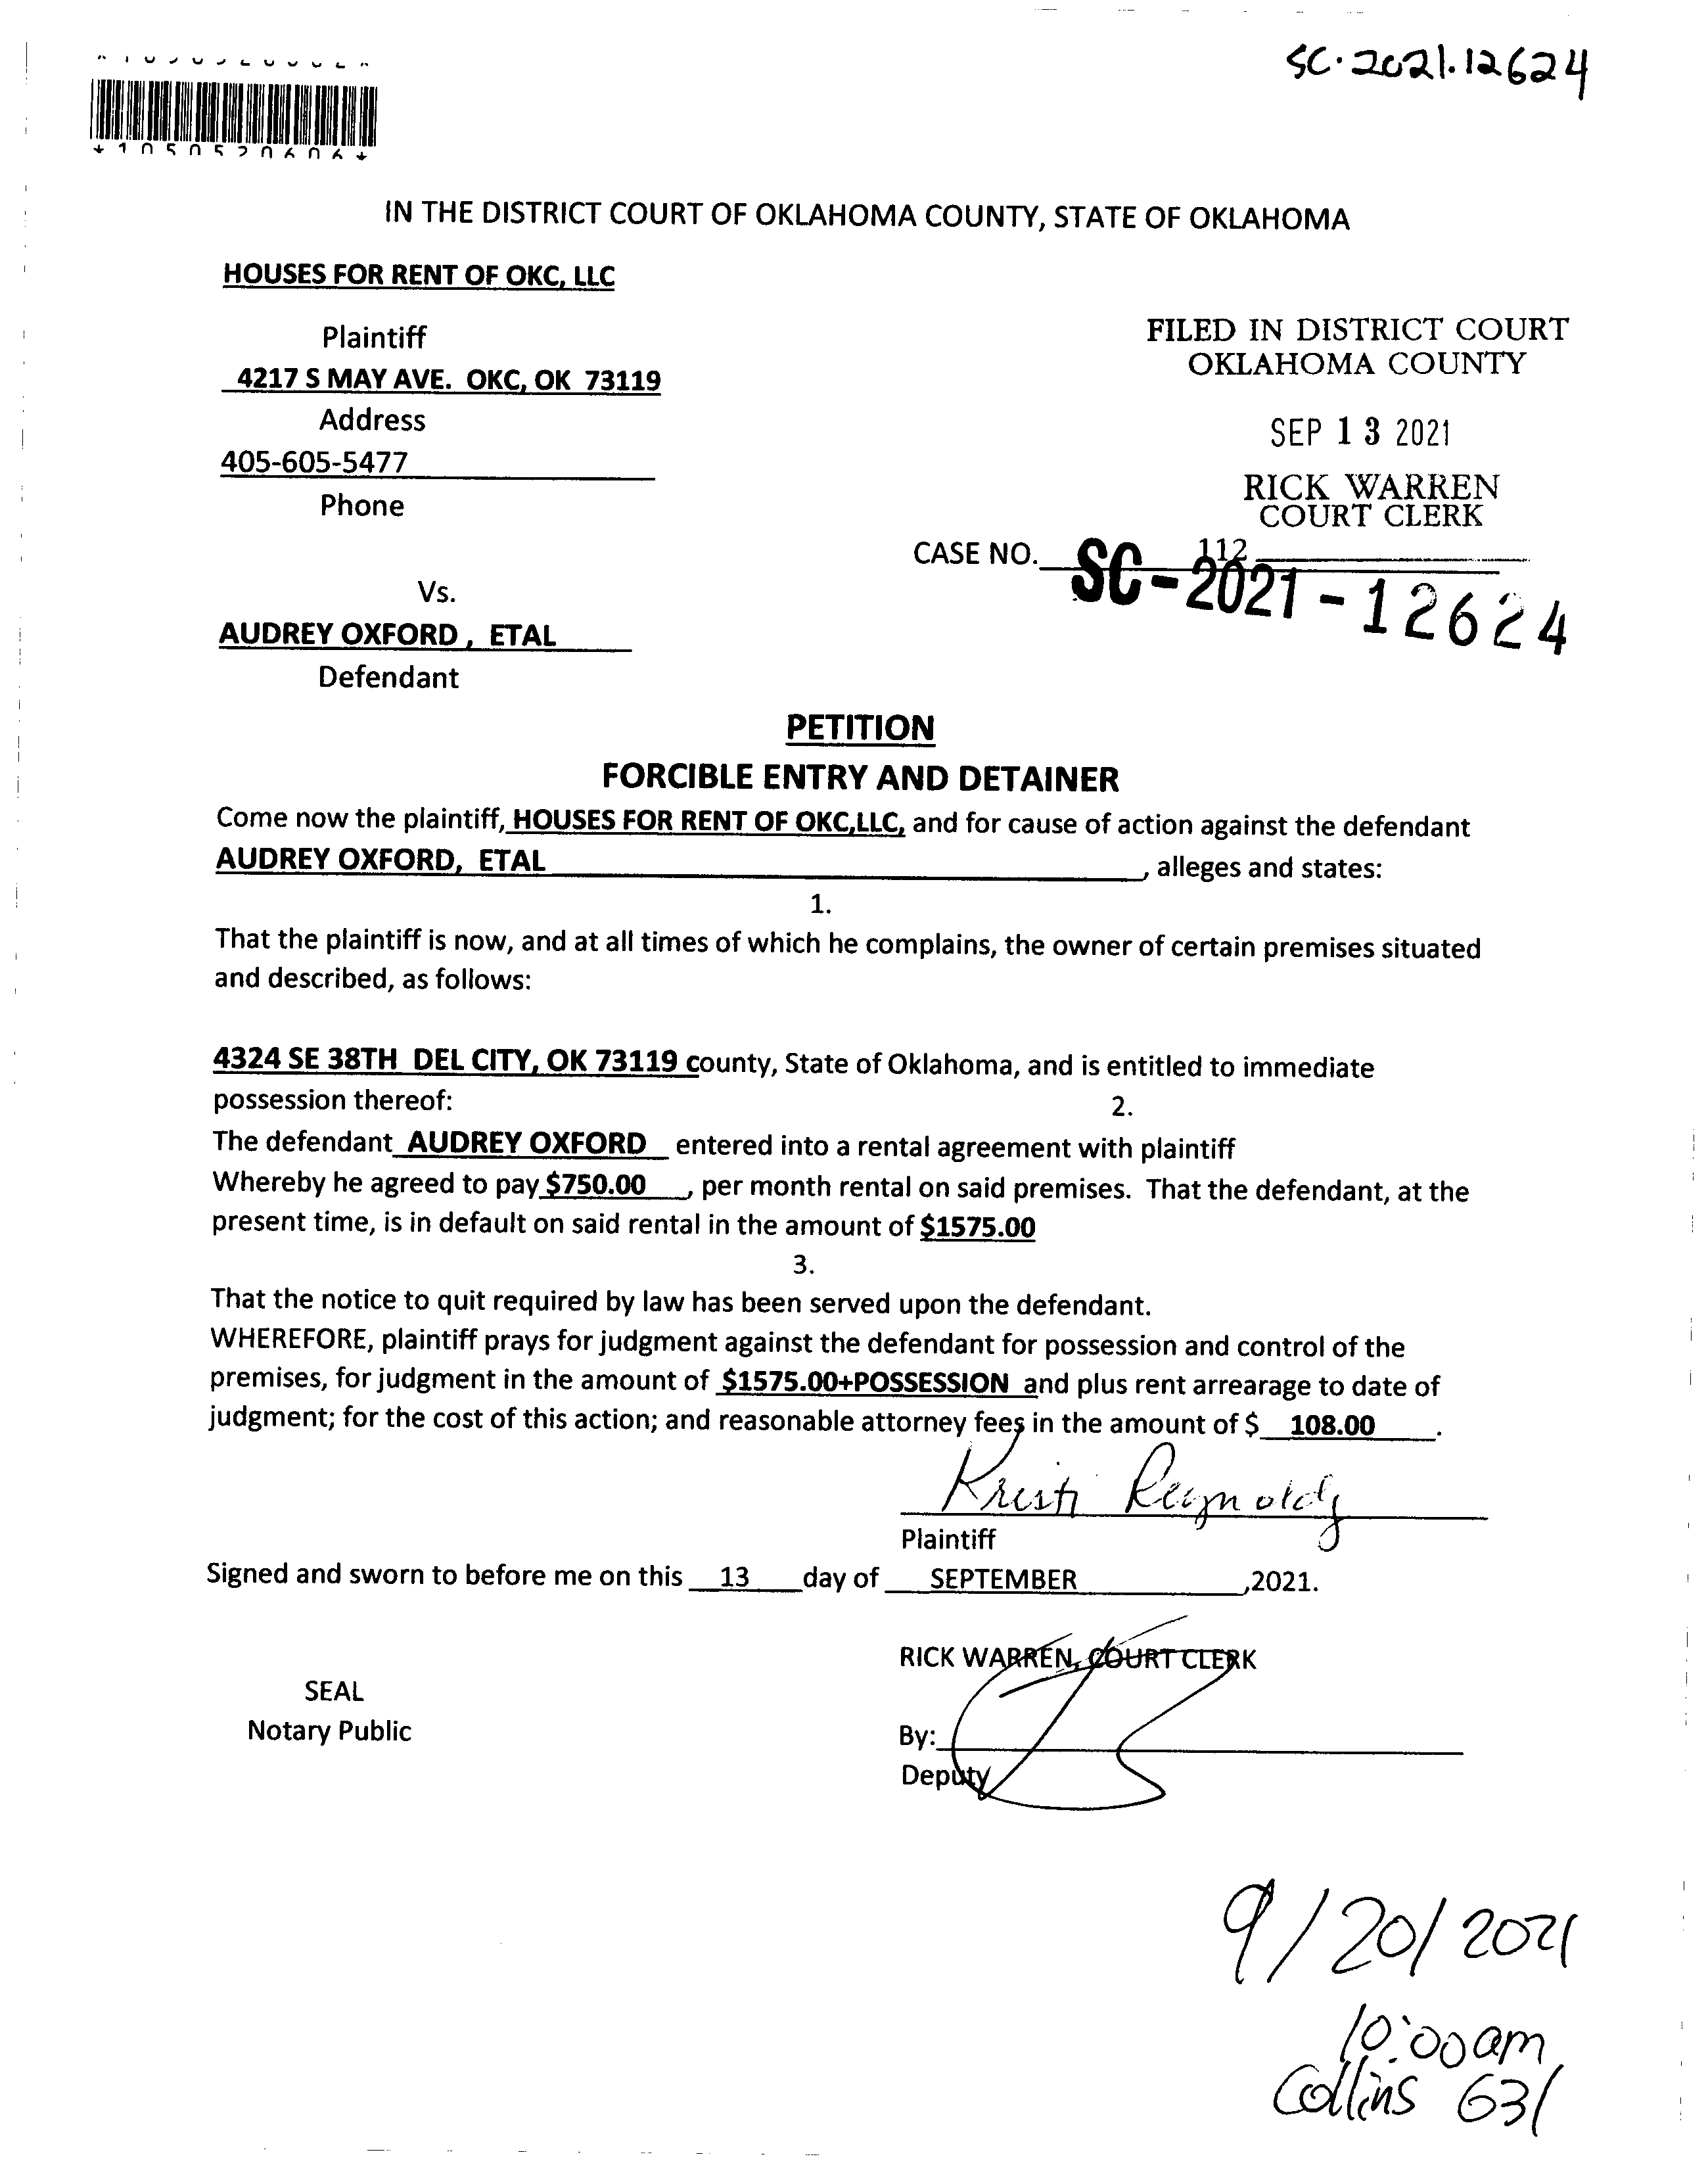 SC·2021.12624
*1050520606*
IN THE DISTRICT COURT OF OKLAHOMA COUNTY, STATE OF OKLAHOMA
HOUSES FOR RENT OF OKC, LLC
Plaintiff
4217 S MAY AVE. OKC, OK 73119
Address
405-605-5477
Phone
FILED IN DISTRICT COURT
OKLAHOMA COUNTY
SEP 13 2021
RICK WARREN
COURT CLERK
112
CASE NO. SC-2021-12624
Vs.
AUDREY OXFORD , ETAL
Defendant
PETITION
FORCIBLE ENTRY AND DETAINER
Come now the plaintiff, HOUSES FOR RENT OF OKC,LLC, and for cause of action against the defendant
AUDREY OXFORD, ETAL , alleges and states:
1.
That the plaintiff is now, and at all times of which he complains, the owner of certain premises situated
and described, as follows:
4324 SE 38TH DEL CITY, OK 73119 county, State of Oklahoma, and is entitled to immediate
possession thereof:
2.
The defendant AUDREY OXFORD entered into a rental agreement with plaintiff
Whereby he agreed to pay $750.00 , per month rental on said premises. That the defendant, at the
present time, is in default on said rental in the amount of $1575.00
3.
That the notice to quit required by law has been served upon the defendant.
WHEREFORE, plaintiff prays for judgment against the defendant for possession and control of the
premises, for judgment in the amount of $1575.00+POSSESSION and plus rent arrearage to date of
judgment; for the cost of this action; and reasonable attorney fees in the amount of $ 108.00 .
Kristi Reynolds
Plaintiff
Signed and sworn to before me on this 13 day of SEPTEMBER ,2021.
RICK WARREN, COURT CLERK
SEAL
Notary Public
By:
Deputy
9/20/2021
10:00am
Collins 631